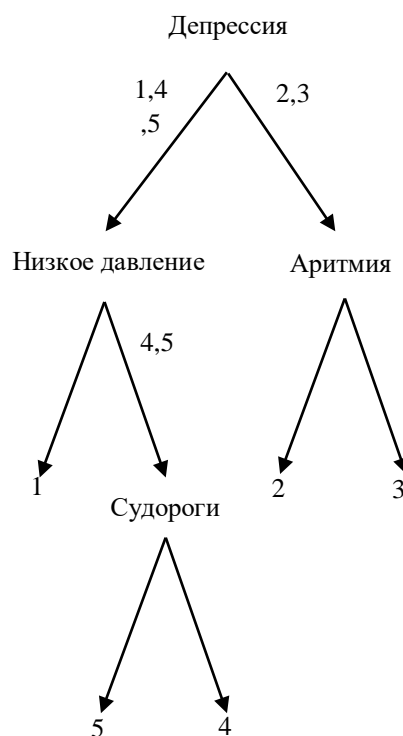 Депрессия
1,4
,5
2,3
Низкое давление
Аритмия
4,5
1
2
3
Судороги
5
4